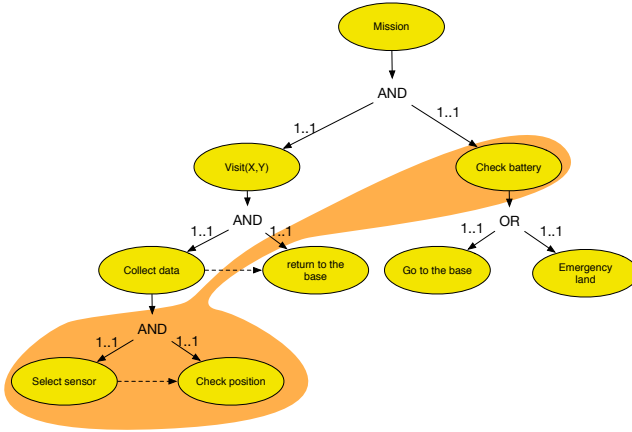 Mission
AND
1..1
1..1
Visit(X,Y)
Check battery
AND
OR
1..1
1..1
1..1
1..1
Collect data
return to the
base
Go to the base
Emergency
land
AND
1..1
1..1
Select sensor
Check position